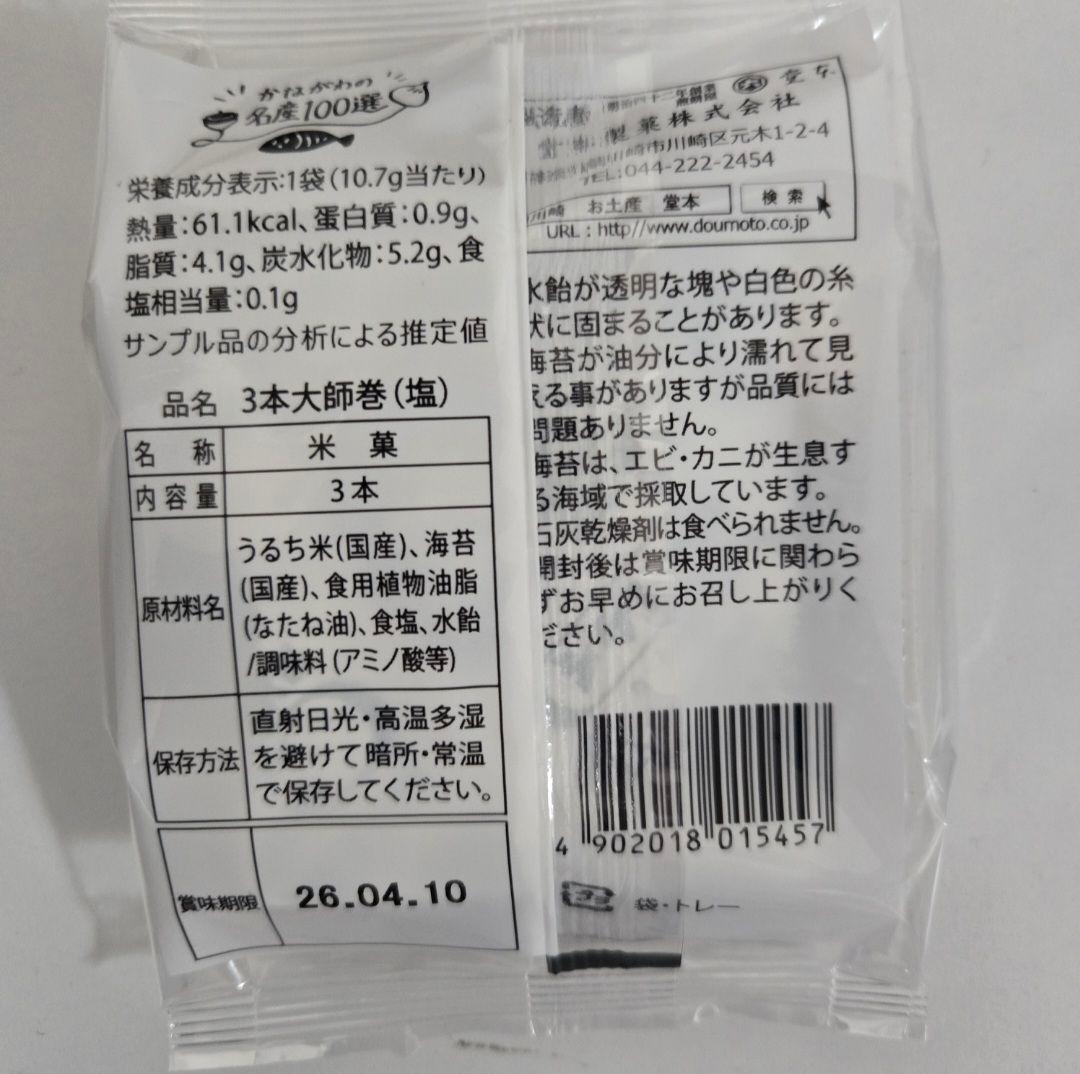 かながわの
名産100選
栄養成分表示:1袋(10.7g当たり)
熱量:61.1kcal、蛋白質:0.9g、
脂質:4.1g、炭水化物:5.2g、食
塩相当量:0.1g
サンプル品の分析による推定値
品名 3本大師巻(塩)
名 称 米 菓
内容量 3本
原材料名 うるち米(国産)、海苔
(国産)、食用植物油脂
(なたね油)、食塩、水飴
/調味料(アミノ酸等)
保存方法 直射日光・高温多湿
を避けて暗所・常温
で保存してください。
賞味期限 26.04.10
明治四十二年創業
堂本
製菓株式会社
市川崎区元木1-2-4
TEL:044-222-2454
川崎 お土産 堂本 検索
URL:http//www.doumoto.co.jp
水飴が透明な塊や白色の糸
状に固まることがあります。
海苔が油分により濡れて見
える事がありますが品質には
問題ありません。
海苔は、エビ・カニが生息す
る海域で採取しています。
石灰乾燥剤は食べられません。
開封後は賞味期限に関わら
ずお早めにお召し上がりく
ださい。
4 902018 015457
プラ 袋・トレー